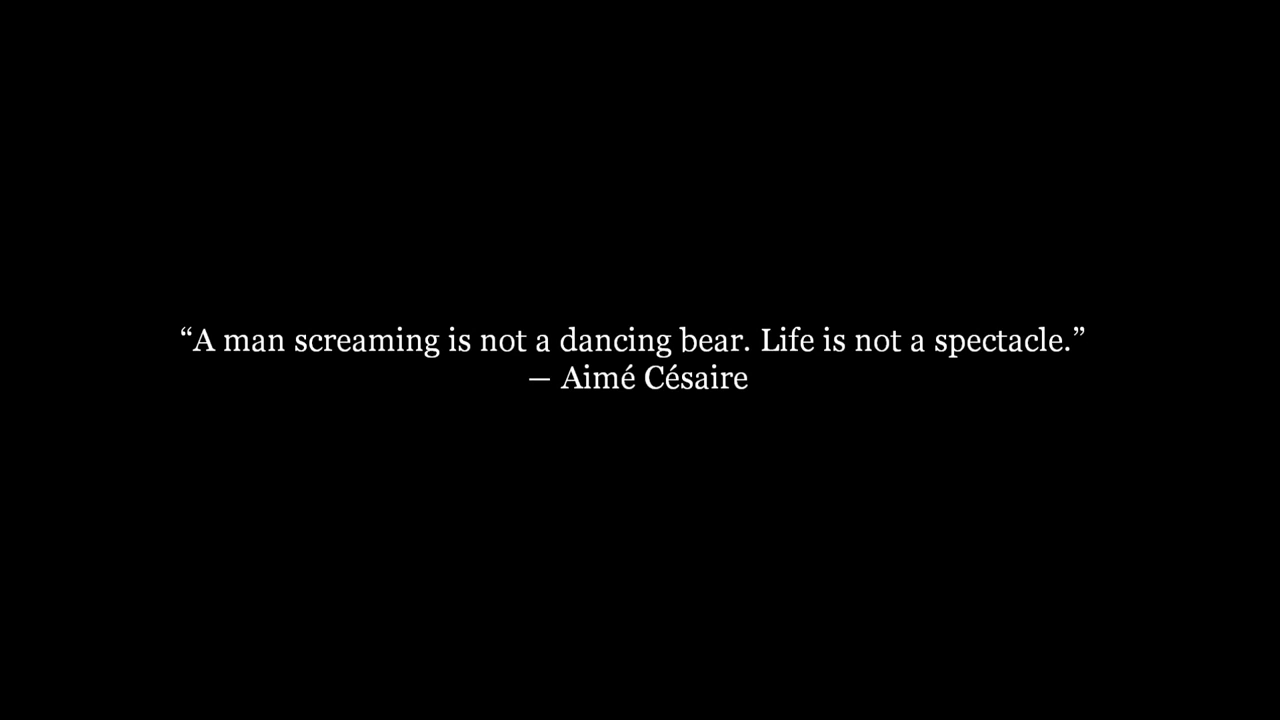 “A man screaming is not a dancing bear. Life is not a spectacle.”
— Aimé Césaire